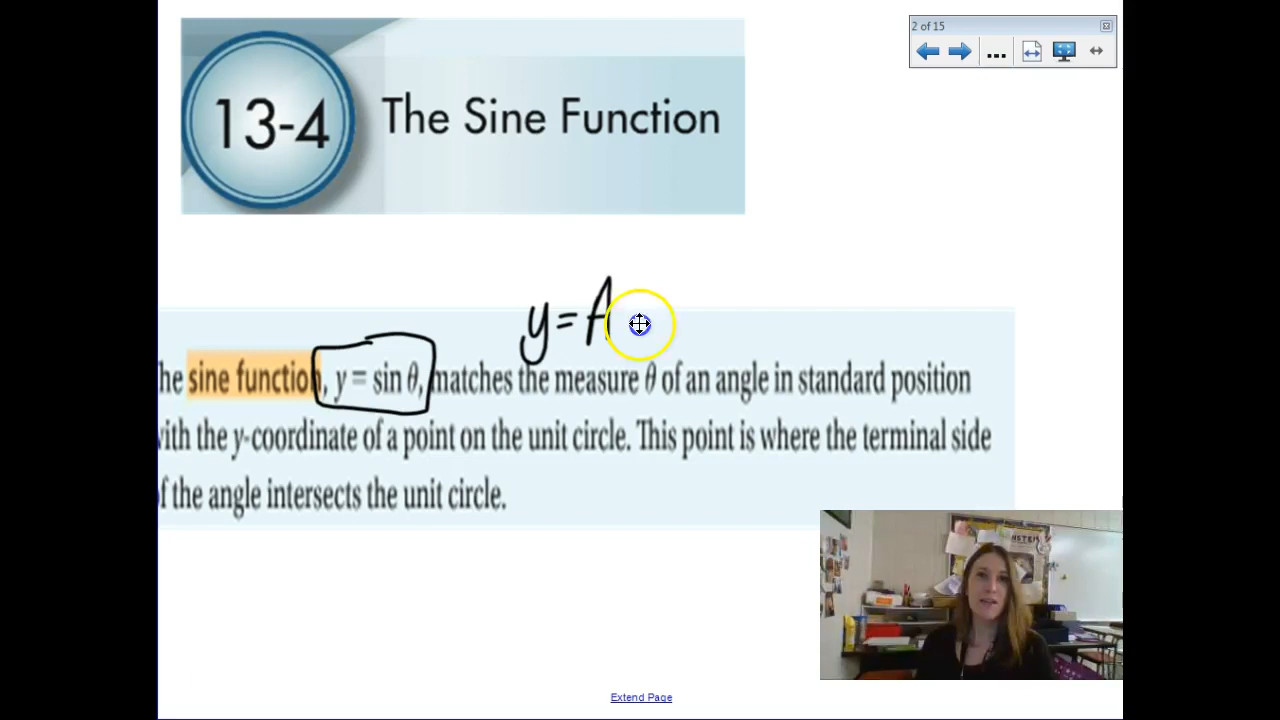 2 of 15
13-4 The Sine Function
y = A
he sine function, y = sin θ, matches the measure θ of an angle in standard position
ith the y-coordinate of a point on the unit circle. This point is where the terminal side
f the angle intersects the unit circle.
Extend Page